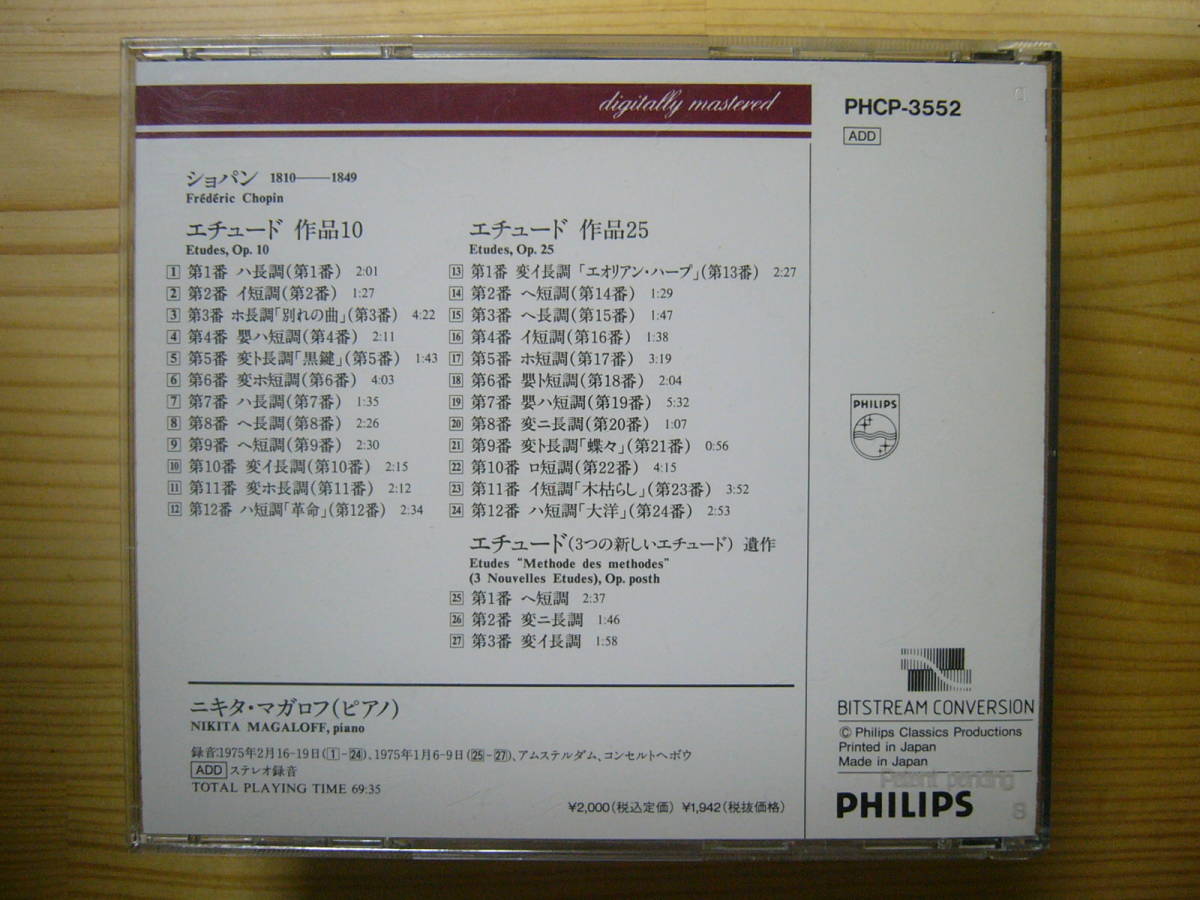 digitally mastered
ショパン 1810——1849
Frédéric Chopin
エチュード 作品10
Etudes, Op. 10
1 第1番 ハ長調(第1番) 2:01
2 第2番 イ短調(第2番) 1:27
3 第3番 ホ長調「別れの曲」(第3番) 4:22
4 第4番 嬰ハ短調(第4番) 2:11
5 第5番 変ト長調「黒鍵」(第5番) 1:43
6 第6番 変ホ短調(第6番) 4:03
7 第7番 ハ長調(第7番) 1:35
8 第8番 ヘ長調(第8番) 2:26
9 第9番 ヘ短調(第9番) 2:30
10 第10番 変イ長調(第10番) 2:15
11 第11番 変ホ長調(第11番) 2:12
12 第12番 ハ短調「革命」(第12番) 2:34
エチュード 作品25
Etudes, Op. 25
13 第1番 変イ長調「エオリアン・ハープ」(第13番) 2:27
14 第2番 ヘ短調(第14番) 1:29
15 第3番 ヘ長調(第15番) 1:47
16 第4番 イ短調(第16番) 1:38
17 第5番 ホ短調(第17番) 3:19
18 第6番 嬰ト短調(第18番) 2:04
19 第7番 嬰ハ短調(第19番) 5:32
20 第8番 変ニ長調(第20番) 1:07
21 第9番 変ト長調「蝶々」(第21番) 0:56
22 第10番 ロ短調(第22番) 4:15
23 第11番 イ短調「木枯らし」(第23番) 3:52
24 第12番 ハ短調「大洋」(第24番) 2:53
エチュード(3つの新しいエチュード) 遺作
Etudes "Methode des methodes"
(3 Nouvelles Etudes), Op. posth
25 第1番 ヘ短調 2:37
26 第2番 変ニ長調 1:46
27 第3番 変イ長調 1:58
ニキタ・マガロフ(ピアノ)
NIKITA MAGALOFF, piano
録音:1975年2月16-19日(1-24)、1975年1月6-9日(25-27)、アムステルダム、コンセルトヘボウ
ADD ステレオ録音
TOTAL PLAYING TIME 69:35
¥2,000(税込定価) ¥1,942(税抜価格)
PHCP-3552
ADD
PHILIPS
BITSTREAM CONVERSION
© Philips Classics Productions
Printed in Japan
Made in Japan
Patent pending
PHILIPS
8